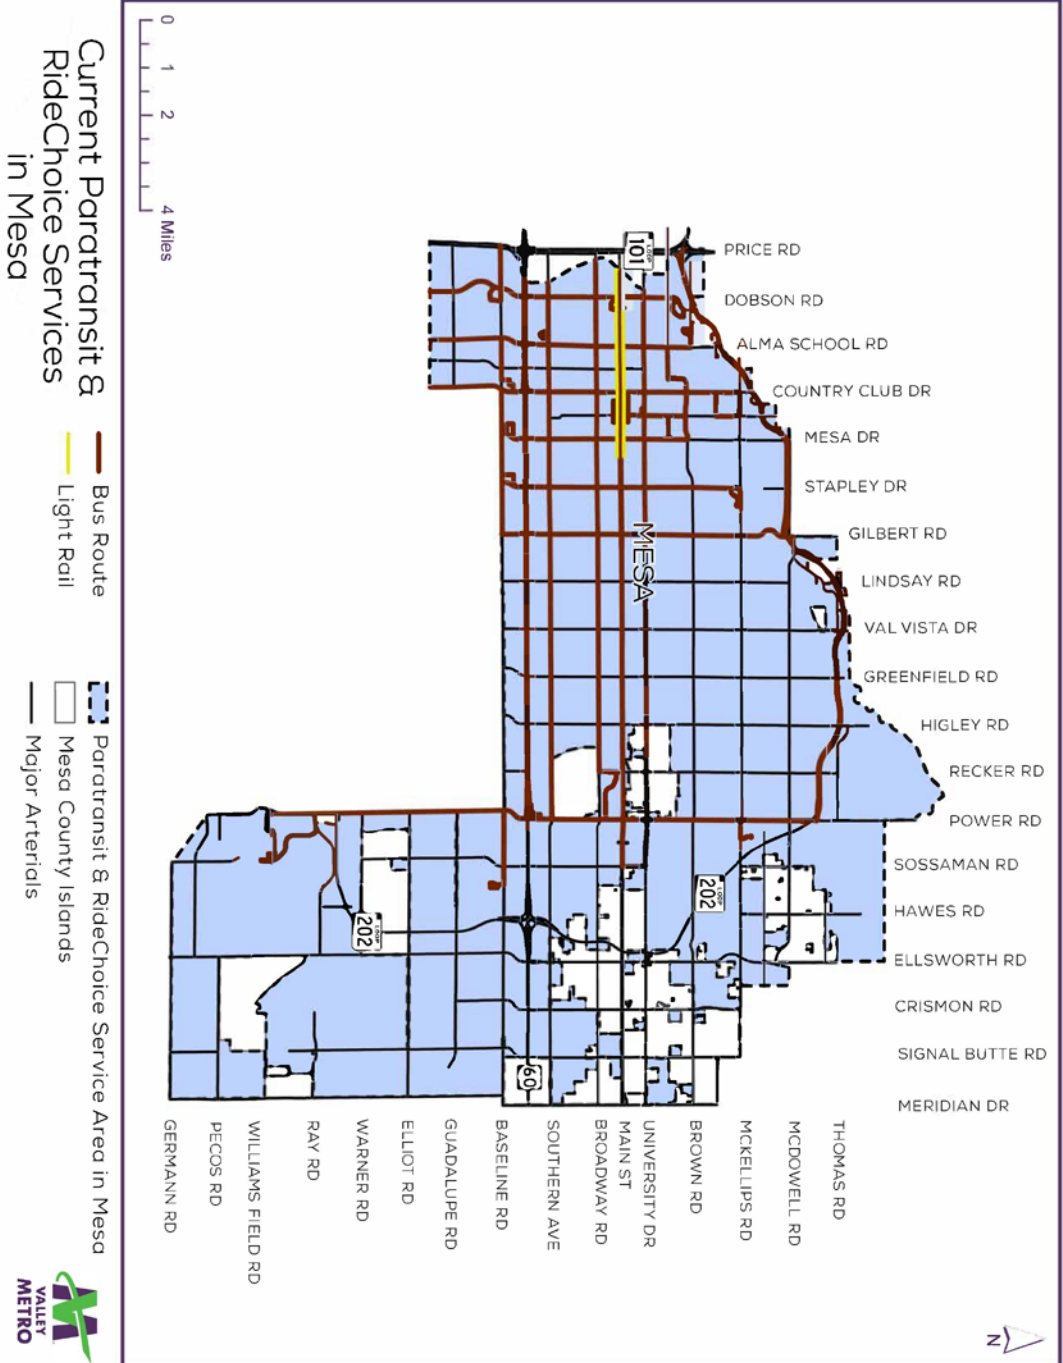 PRICE RD
DOBSON RD
ALMA SCHOOL RD
COUNTRY CLUB DR
MESA DR
STAPLEY DR
GILBERT RD
LINDSAY RD
VAL VISTA DR
GREENFIELD RD
HIGLEY RD
RECKER RD
POWER RD
SOSSAMAN RD
HAWES RD
ELLSWORTH RD
CRISMON RD
SIGNAL BUTTE RD
MERIDIAN DR
THOMAS RD
MCDOWELL RD
MCKELLIPS RD
BROWN RD
UNIVERSITY DR
MAIN ST
BROADWAY RD
SOUTHERN AVE
BASELINE RD
GUADALUPE RD
ELLIOT RD
WARNER RD
RAY RD
WILLIAMS FIELD RD
PECOS RD
GERMANN RD
LOOP
101
MESA
LOOP
202
LOOP
202
60
N
0 1 2 4 Miles
Current Paratransit &
RideChoice Services
in Mesa
Bus Route
Light Rail
Paratransit & RideChoice Service Area in Mesa
Mesa County Islands
Major Arterials
VALLEY
METRO